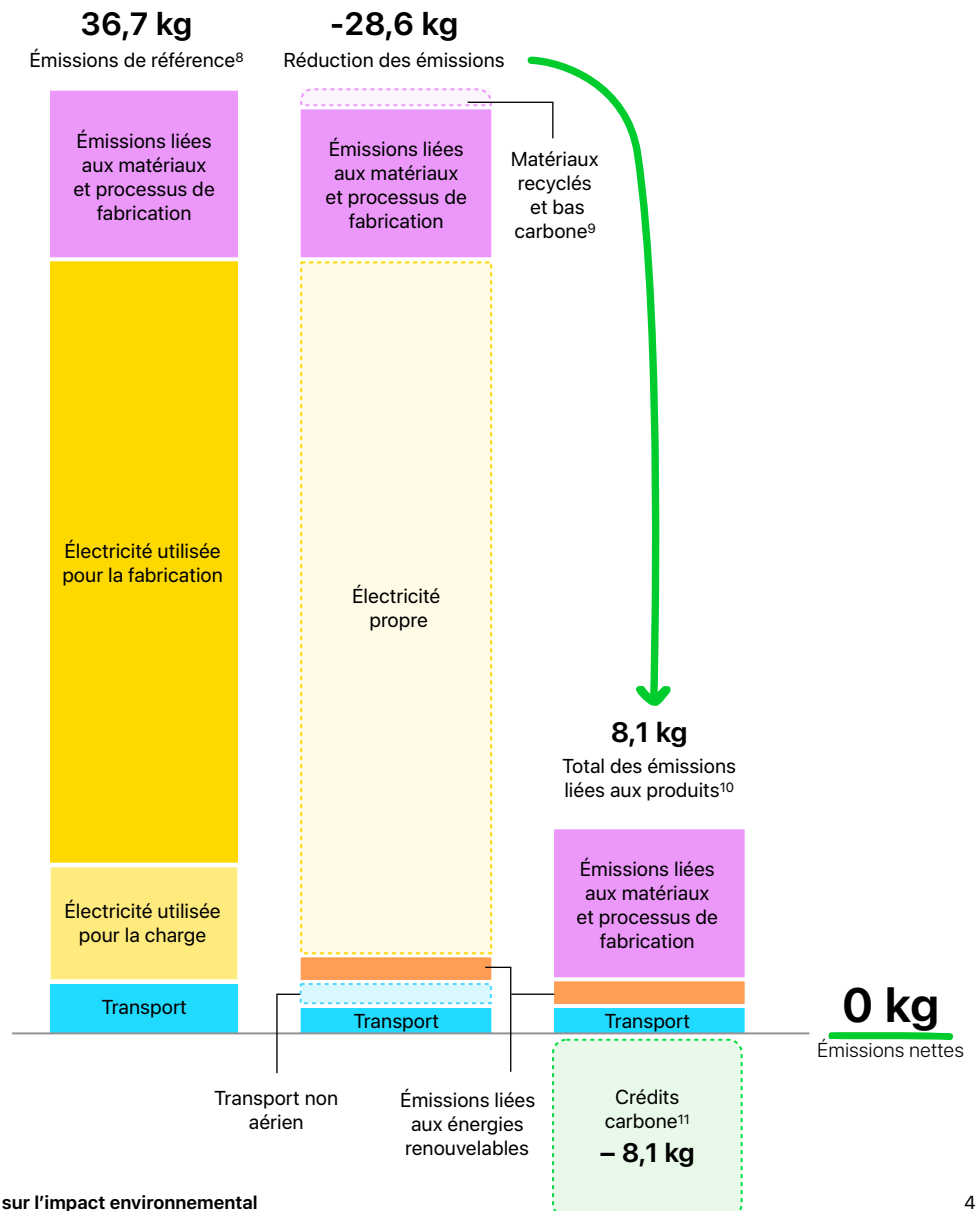 36,7 kg
Émissions de référence⁸
Émissions liées
aux matériaux
et processus de
fabrication
Électricité utilisée
pour la fabrication
Électricité utilisée
pour la charge
Transport
-28,6 kg
Réduction des émissions
Émissions liées
aux matériaux
et processus de
fabrication
Matériaux
recyclés
et bas
carbone⁹
Électricité
propre
Transport
Transport non
aérien
Émissions liées
aux énergies
renouvelables
8,1 kg
Total des émissions
liées aux produits¹⁰
Émissions liées
aux matériaux
et processus de
fabrication
Transport
Crédits
carbone¹¹
– 8,1 kg
0 kg
Émissions nettes
sur l’impact environnemental
4